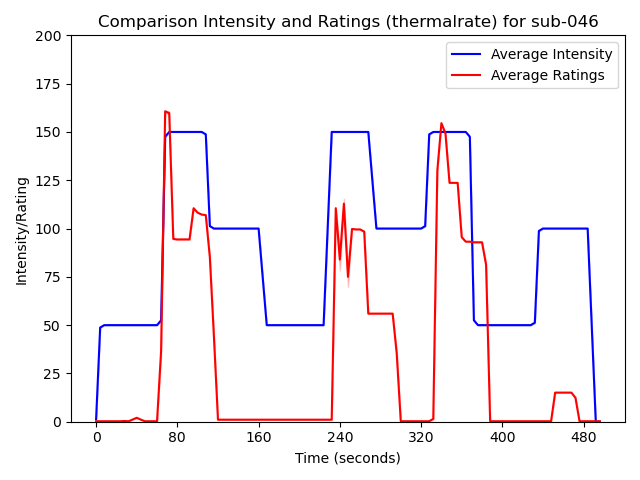 Comparison Intensity and Ratings (thermalrate) for sub-046
200
175
150
125
100
75
50
25
0
Intensity/Rating
Average Intensity
Average Ratings
0 80 160 240 320 400 480
Time (seconds)